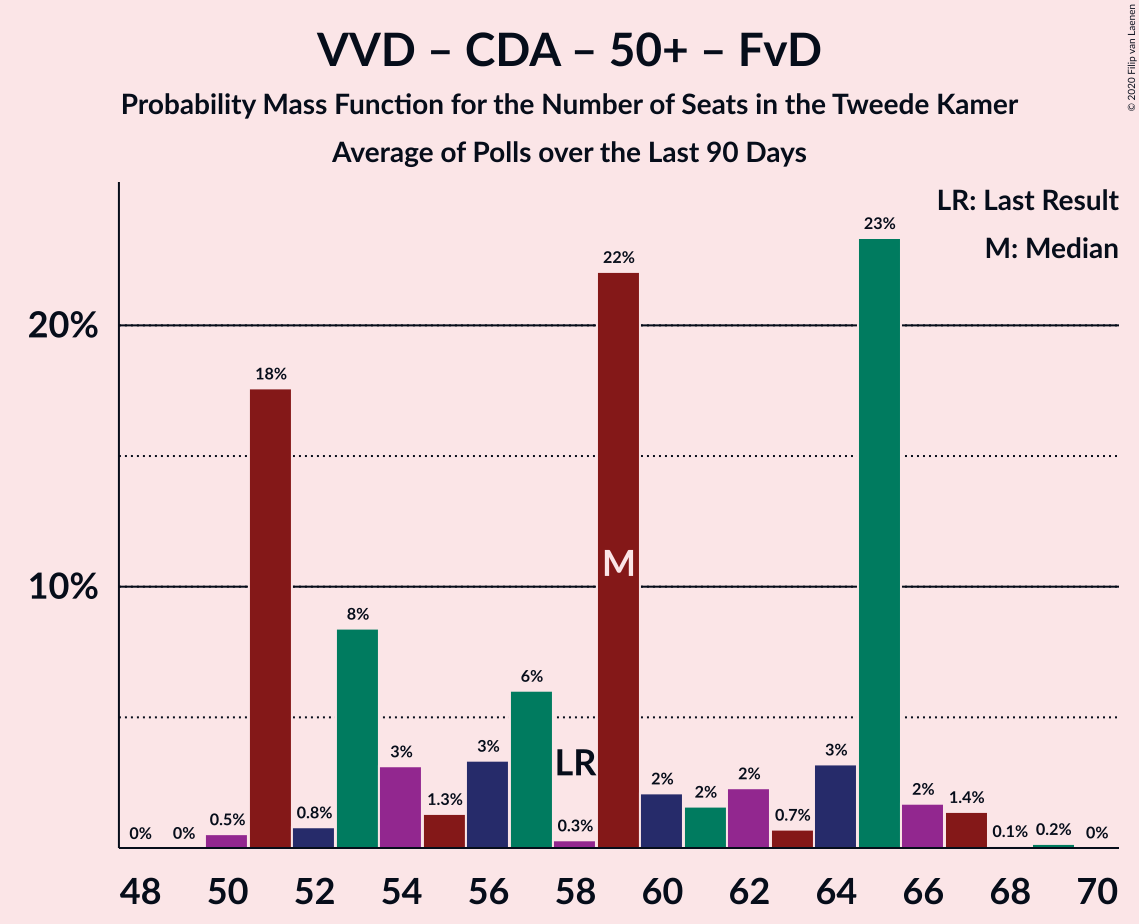 VVD – CDA – 50+ – FvD
Probability Mass Function for the Number of Seats in the Tweede Kamer
Average of Polls over the Last 90 Days
© 2020 Filip van Laenen
LR: Last Result
M: Median
20%
10%
0% 0% 0.5% 18% 0.8% 8% 3% 1.3% 3% 6% 0.3% 22% 2% 2% 2% 0.7% 3% 23% 2% 1.4% 0.1% 0.2% 0%
LR
M
48 50 52 54 56 58 60 62 64 66 68 70